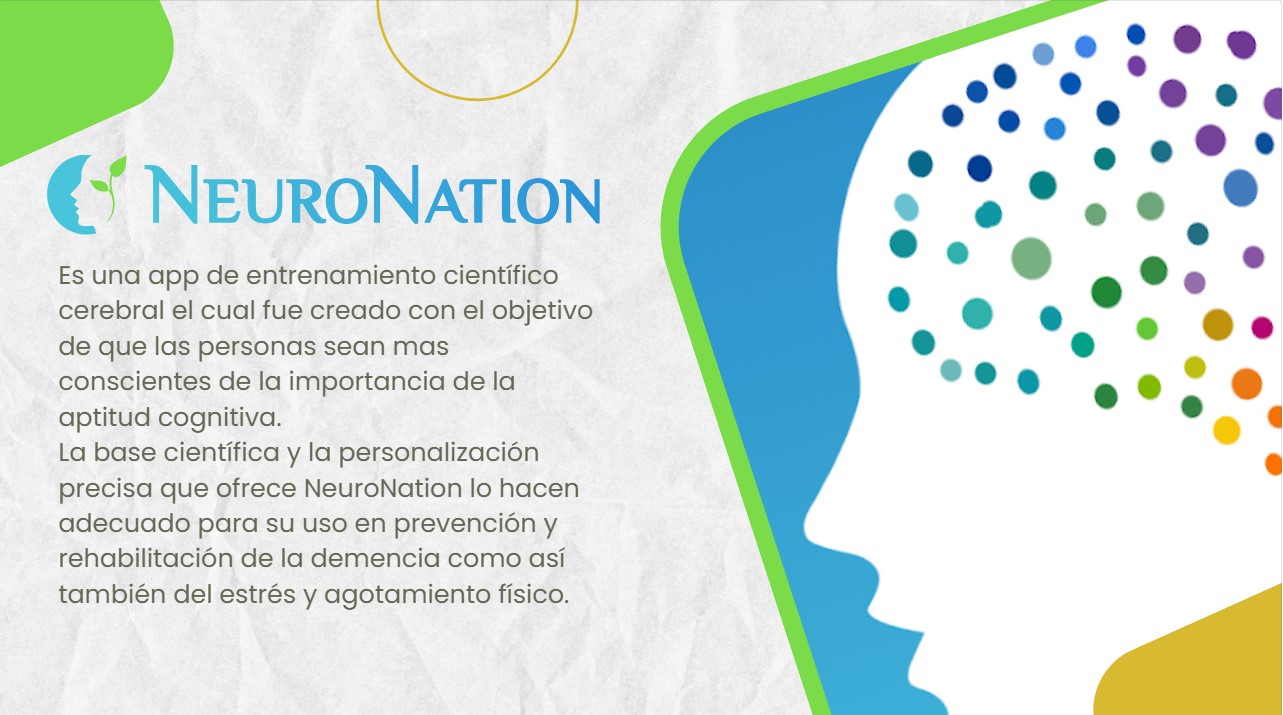 NEURONATION
Es una app de entrenamiento científico
cerebral el cual fue creado con el objetivo
de que las personas sean mas
conscientes de la importancia de la
aptitud cognitiva.
La base científica y la personalización
precisa que ofrece NeuroNation lo hacen
adecuado para su uso en prevención y
rehabilitación de la demencia como así
también del estrés y agotamiento físico.